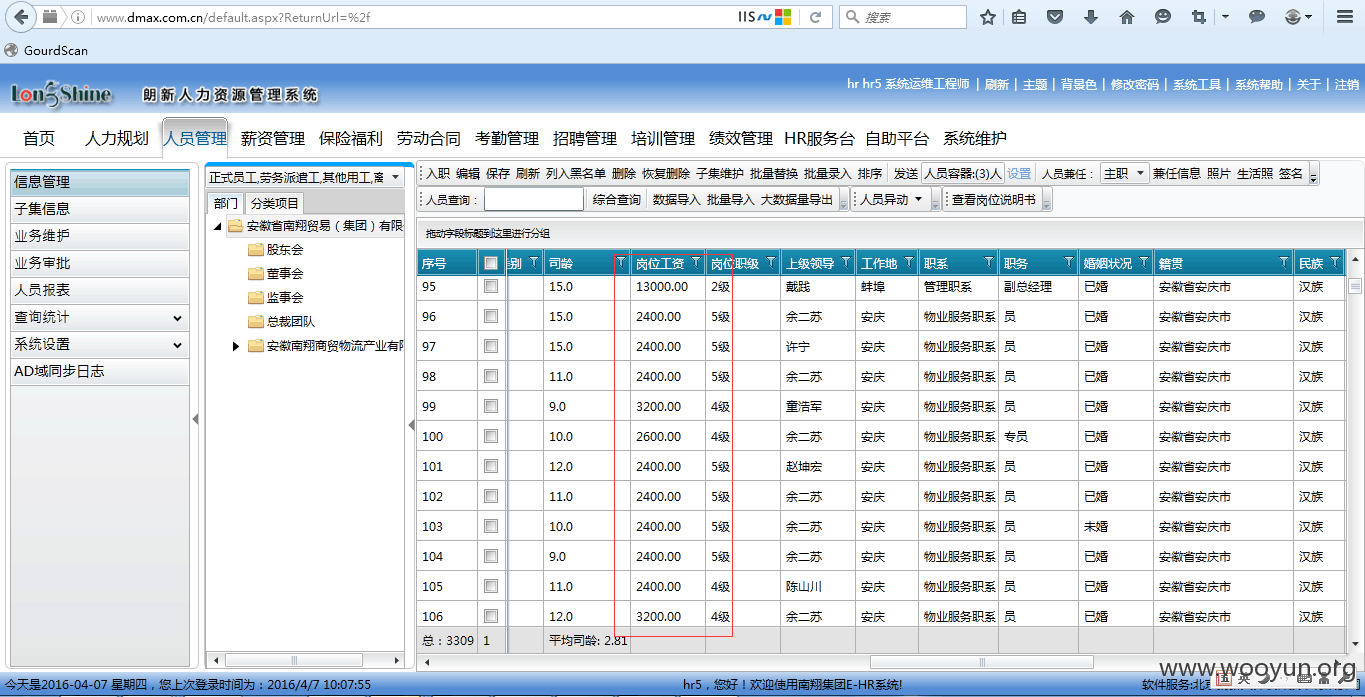 www.dmax.com.cn/default.aspx?ReturnUrl=%2f IIS 搜索
GourdScan
LongShine 朗新人力资源管理系统 hr hr5 系统运维工程师 | 刷新 | 主题 | 背景色 | 修改密码 | 系统工具 | 系统帮助 | 关于 | 注销
首页 人力规划 人员管理 薪资管理 保险福利 劳动合同 考勤管理 招聘管理 培训管理 绩效管理 HR服务台 自助平台 系统维护
信息管理
子集信息
业务维护
业务审批
人员报表
查询统计
系统设置
AD域同步日志
正式员工,劳务派遣工,其他用工,离
部门 分类项目
安徽省南翔贸易（集团）有限
股东会
董事会
监事会
总裁团队
安徽南翔商贸物流产业有限
入职 编辑 保存 刷新 列入黑名单 删除 恢复删除 子集维护 批量替换 批量录入 排序 发送 人员容器:(3)人 设置 人员兼任： 主职 兼任信息 照片 生活照 签名
人员查询： 综合查询 数据导入 批量导入 大数据量导出 人员异动 查看岗位说明书
拖动字段标题到这里进行分组
序号 别 司龄 岗位工资 岗位职级 上级领导 工作地 职系 职务 婚姻状况 籍贯 民族
95 15.0 13000.00 2级 戴践 蚌埠 管理职系 副总经理 已婚 安徽省安庆市 汉族
96 15.0 2400.00 5级 余二苏 安庆 物业服务职系 员 已婚 安徽省安庆市 汉族
97 15.0 2400.00 5级 许宁 安庆 物业服务职系 员 已婚 安徽省安庆市 汉族
98 11.0 2400.00 5级 余二苏 安庆 物业服务职系 员 已婚 安徽省安庆市 汉族
99 9.0 3200.00 4级 童浩军 安庆 物业服务职系 员 已婚 安徽省安庆市 汉族
100 10.0 2600.00 4级 余二苏 安庆 物业服务职系 专员 已婚 安徽省安庆市 汉族
101 12.0 2400.00 5级 赵坤宏 安庆 物业服务职系 员 已婚 安徽省安庆市 汉族
102 11.0 2400.00 5级 余二苏 安庆 物业服务职系 员 已婚 安徽省安庆市 汉族
103 10.0 2400.00 5级 余二苏 安庆 物业服务职系 员 未婚 安徽省安庆市 汉族
104 9.0 2400.00 5级 余二苏 安庆 物业服务职系 员 已婚 安徽省安庆市 汉族
105 11.0 2400.00 4级 陈山川 安庆 物业服务职系 员 已婚 安徽省安庆市 汉族
106 12.0 3200.00 4级 余二苏 安庆 物业服务职系 员 已婚 安徽省安庆市 汉族
总：3309 1 平均司龄: 2.81
www.wooyun.org
今天是2016-04-07 星期四，您上次登录时间为：2016/4/7 10:07:55 hr5，您好！欢迎使用南翔集团E-HR系统! 软件服务:北京 英